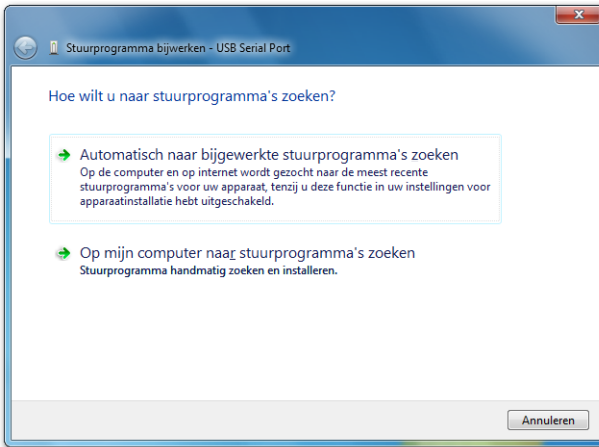 Stuurprogramma bijwerken - USB Serial Port
Hoe wilt u naar stuurprogramma's zoeken?
Automatisch naar bijgewerkte stuurprogramma's zoeken
Op de computer en op internet wordt gezocht naar de meest recente
stuurprogramma's voor uw apparaat, tenzij u deze functie in uw instellingen voor
apparaatinstallatie hebt uitgeschakeld.
Op mijn computer naar stuurprogramma's zoeken
Stuurprogramma handmatig zoeken en installeren.
Annuleren